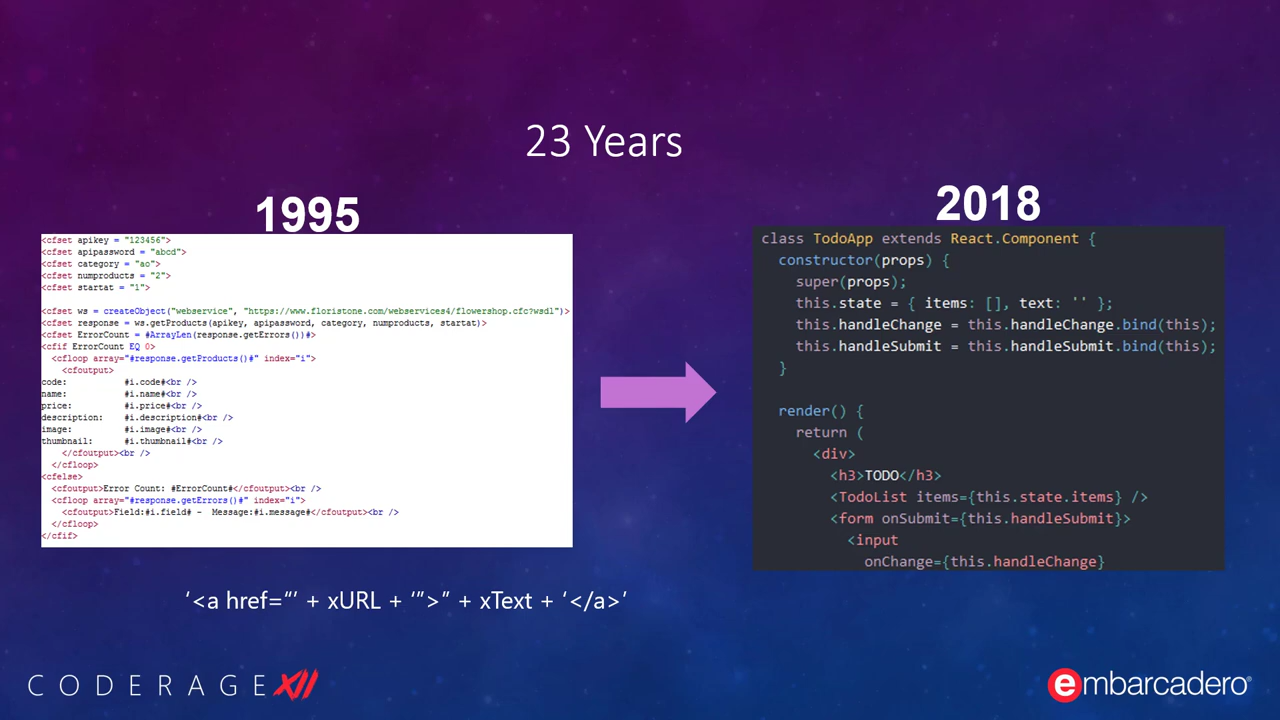 23 Years
1995
<cfset apikey = "123456">
<cfset apipassword = "abcd">
<cfset category = "ao">
<cfset numproducts = "2">
<cfset startat = "1">
<cfset ws = createObject("webservice", "https://www.floristone.com/webservices4/flowershop.cfc?wsdl")>
<cfset response = ws.getProducts(apikey, apipassword, category, numproducts, startat)>
<cfset ErrorCount = #ArrayLen(response.getErrors())#>
<cfif ErrorCount EQ 0>
<cfloop array="#response.getProducts()#" index="i">
<cfoutput>
code: #i.code#<br />
name: #i.name#<br />
price: #i.price#<br />
description: #i.description#<br />
image: #i.image#<br />
thumbnail: #i.thumbnail#<br />
</cfoutput><br />
</cfloop>
<cfelse>
<cfoutput>Error Count: #ErrorCount#</cfoutput><br />
<cfloop array="#response.getErrors()#" index="i">
<cfoutput>Field:#i.field# - Message:#i.message#</cfoutput><br />
</cfloop>
</cfif>
‘<a href=“’ + xURL + ‘”>” + xText + ‘</a>’
2018
class TodoApp extends React.Component {
constructor(props) {
super(props);
this.state = { items: [], text: '' };
this.handleChange = this.handleChange.bind(this);
this.handleSubmit = this.handleSubmit.bind(this);
}
render() {
return (
<div>
<h3>TODO</h3>
<TodoList items={this.state.items} />
<form onSubmit={this.handleSubmit}>
<input
onChange={this.handleChange}
CODERAGE XII
embarcadero®